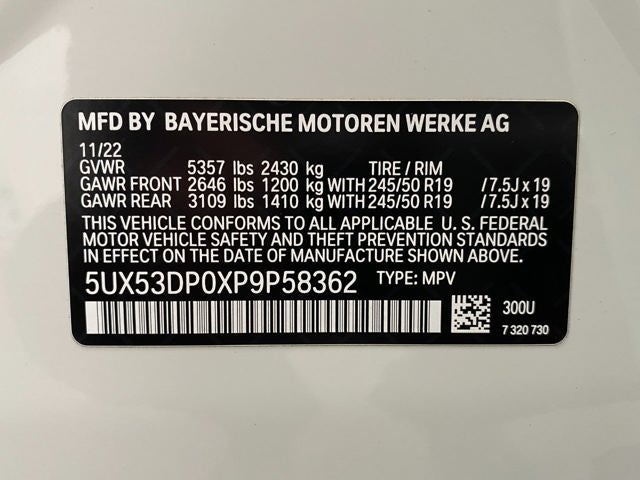 MFD BY BAYERISCHE MOTOREN WERKE AG
11/22
GVWR 5357 lbs 2430 kg TIRE / RIM
GAWR FRONT 2646 lbs 1200 kg WITH 245/50 R19 / 7.5J x 19
GAWR REAR 3109 lbs 1410 kg WITH 245/50 R19 / 7.5J x 19
THIS VEHICLE CONFORMS TO ALL APPLICABLE U. S. FEDERAL
MOTOR VEHICLE SAFETY AND THEFT PREVENTION STANDARDS IN
EFFECT ON THE DATE OF MANUFACTURE SHOWN ABOVE.
5UX53DP0XP9P58362 TYPE: MPV
300U
7 320 730